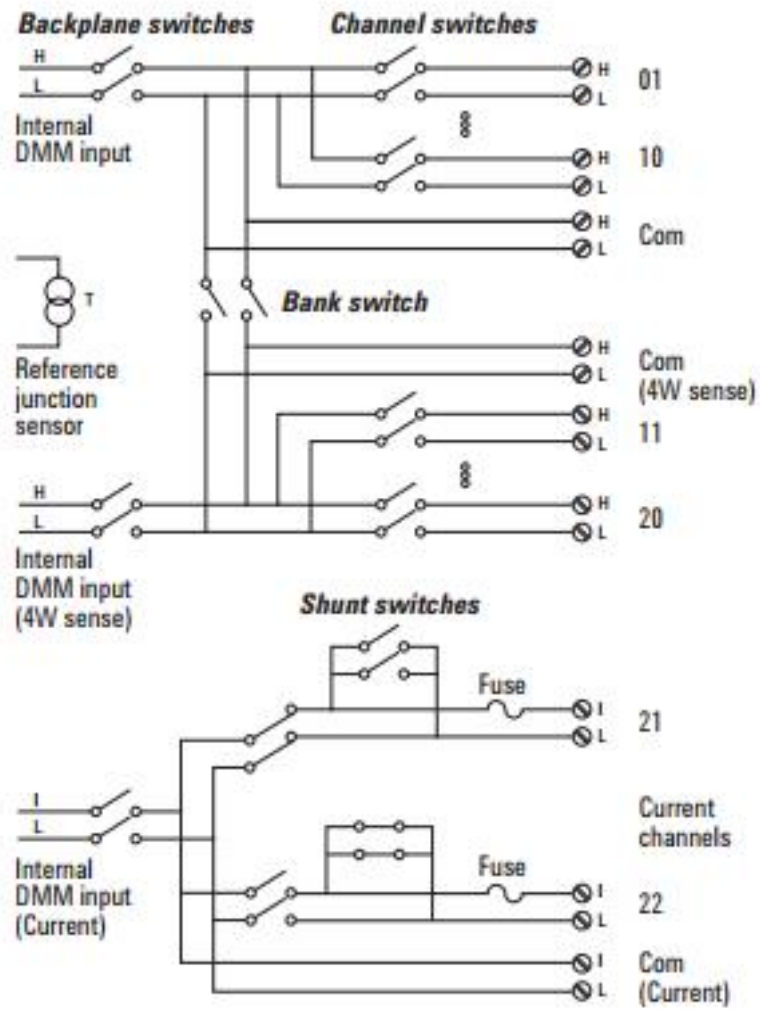 Backplane switches
Channel switches
H
H
01
L
L
Internal
DMM input
H
10
L
H
Com
L
T
Bank switch
Reference
junction
sensor
H
Com
L
(4W sense)
H
11
L
H
H
20
L
L
Internal
DMM input
(4W sense)
Shunt switches
Fuse
I
21
L
I
L
Current
channels
Internal
DMM input
(Current)
Fuse
I
22
L
I
Com
L
(Current)